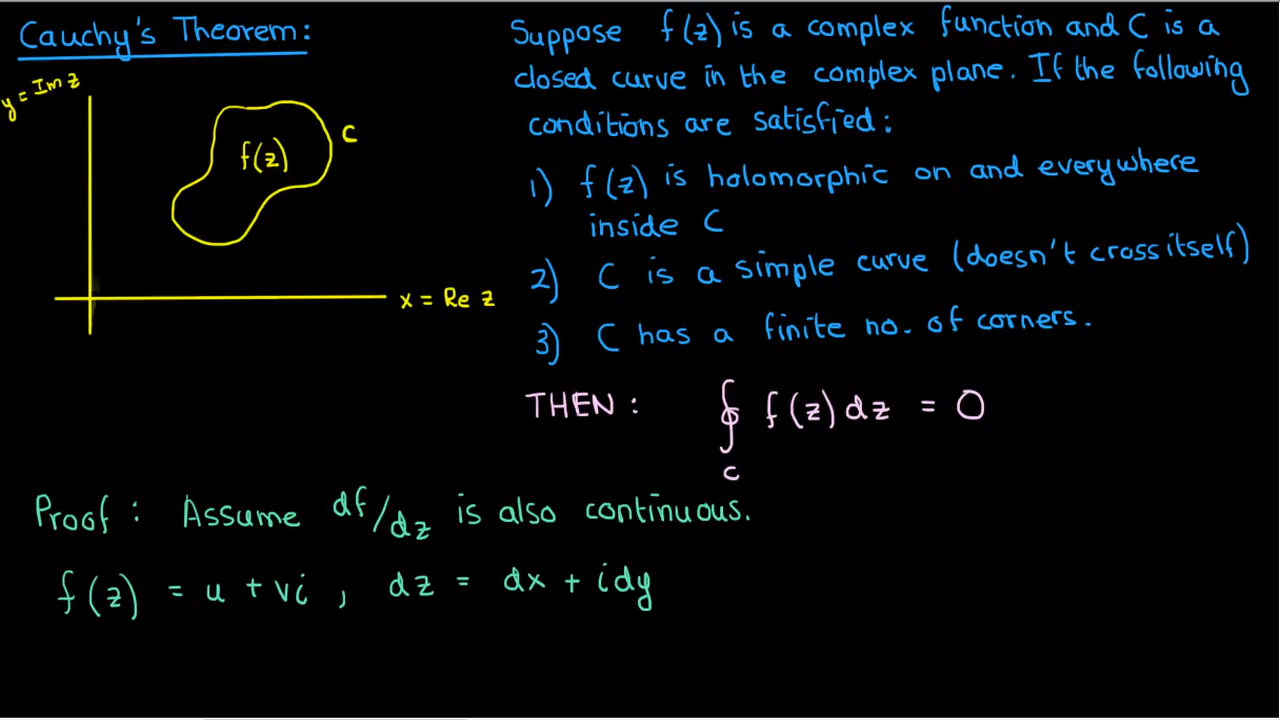 Cauchy's Theorem:
y = Im z
C
f(z)
x = Re z
Suppose f(z) is a complex function and C is a
closed curve in the complex plane. If the following
conditions are satisfied:
1) f(z) is holomorphic on and everywhere
inside C
2) C is a simple curve (doesn't cross itself)
3) C has a finite no. of corners.
THEN: ∮ f(z) dz = 0
C
Proof: Assume df/dz is also continuous.
f(z) = u + vi, dz = dx + idy